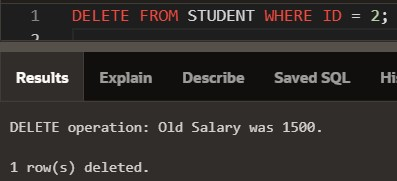 1 DELETE FROM STUDENT WHERE ID = 2;
2
Results Explain Describe Saved SQL
DELETE operation: Old Salary was 1500.
1 row(s) deleted.